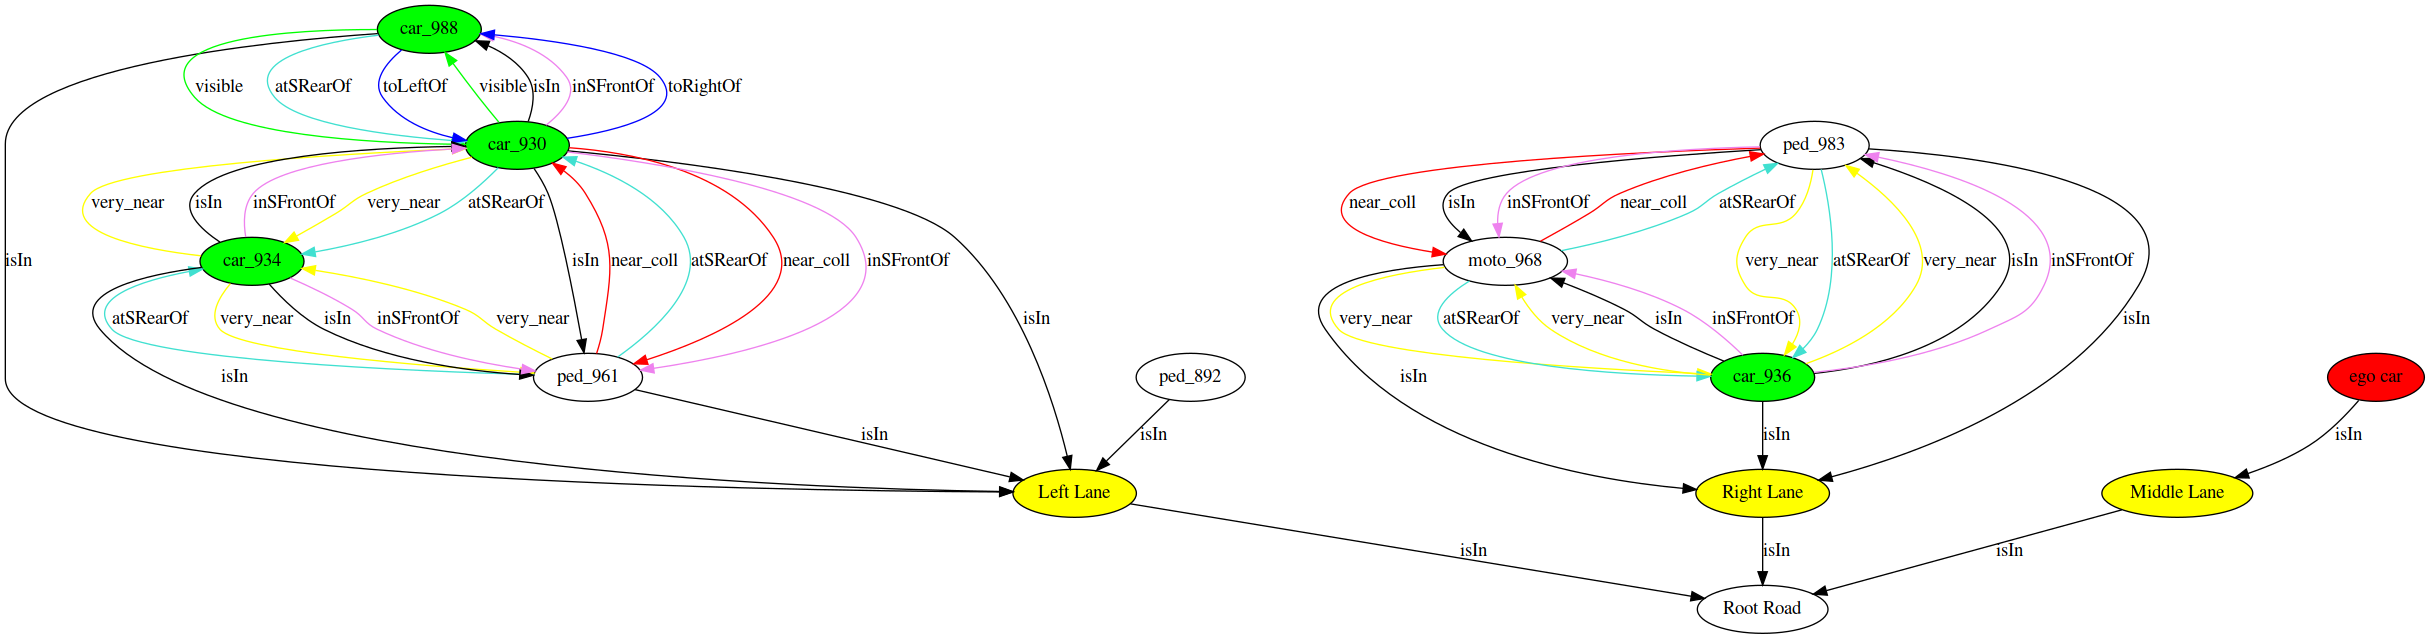 car_988
visible
atSRearOf
toLeftOf
visible
isIn
inSFrontOf
toRightOf
car_930
ped_983
very_near
isIn
inSFrontOf
very_near
atSRearOf
near_coll
isIn
inSFrontOf
near_coll
atSRearOf
isIn
car_934
isIn
near_coll
atSRearOf
near_coll
inSFrontOf
moto_968
very_near
atSRearOf
very_near
isIn
inSFrontOf
atSRearOf
very_near
isIn
inSFrontOf
very_near
isIn
very_near
atSRearOf
very_near
isIn
inSFrontOf
isIn
isIn
ped_961
ped_892
isIn
car_936
ego car
isIn
isIn
isIn
isIn
Left Lane
Right Lane
Middle Lane
isIn
isIn
isIn
Root Road